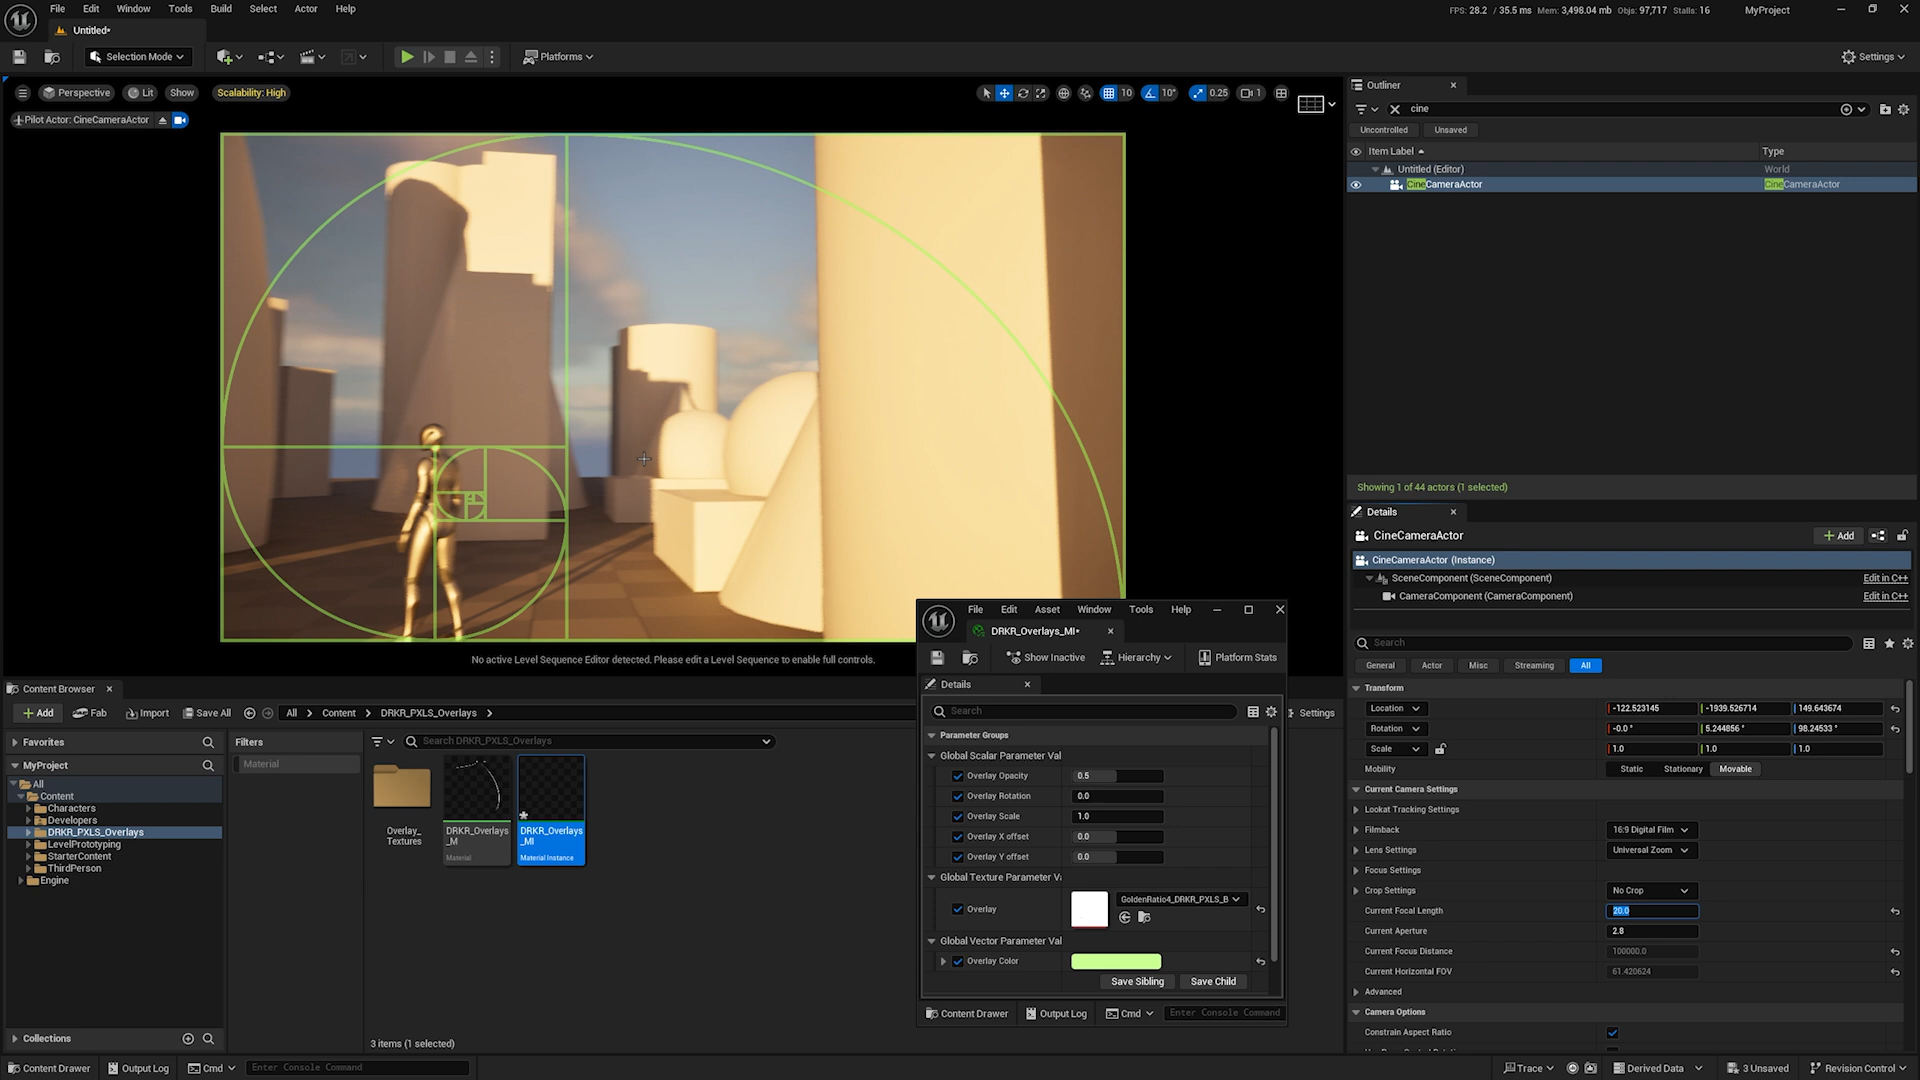 File Edit Window Tools Build Select Actor Help
FPS: 28.2 / 35.5 ms Mem: 3,498.04 mb Objs: 97,717 Stalls: 16
MyProject
Untitled*
Selection Mode
Platforms
Settings
Perspective Lit Show Scalability: High
10 10° 0.25 1
Pilot Actor: CineCameraActor
No active Level Sequence Editor detected. Please edit a Level Sequence to enable full controls.
Outliner
cine
Uncontrolled Unsaved
Item Label Type
Untitled (Editor) World
CineCameraActor CineCameraActor
Showing 1 of 44 actors (1 selected)
Details
CineCameraActor
Add
CineCameraActor (Instance)
SceneComponent (SceneComponent) Edit in C++
CameraComponent (CameraComponent) Edit in C++
Search
General Actor Misc Streaming All
Transform
Location -122.523145 -1939.526714 149.643674
Rotation -0.0 ° 5.244856 ° 98.24533 °
Scale 1.0 1.0 1.0
Mobility Static Stationary Movable
Current Camera Settings
Lookat Tracking Settings
Filmback 16:9 Digital Film
Lens Settings Universal Zoom
Focus Settings
Crop Settings No Crop
Current Focal Length 20.0
Current Aperture 2.8
Current Focus Distance 100000.0
Current Horizontal FOV 61.420624
Advanced
Camera Options
Constrain Aspect Ratio
Content Browser
Add Fab Import Save All All Content DRKR_PXLS_Overlays
Settings
Favorites
MyProject
All
Content
Characters
Developers
DRKR_PXLS_Overlays
LevelPrototyping
StarterContent
ThirdPerson
Engine
Collections
Filters
Material
Search DRKR_PXLS_Overlays
Overlay_
Textures
DRKR_Overlays
_M
Material
DRKR_Overlays
_MI
Material Instance
3 items (1 selected)
File Edit Asset Window Tools Help
DRKR_Overlays_MI*
Show Inactive Hierarchy Platform Stats
Details
Search
Parameter Groups
Global Scalar Parameter Val
Overlay Opacity 0.5
Overlay Rotation 0.0
Overlay Scale 1.0
Overlay X offset 0.0
Overlay Y offset 0.0
Global Texture Parameter Va
Overlay GoldenRatio4_DRKR_PXLS_B
Global Vector Parameter Val
Overlay Color
Save Sibling Save Child
Content Drawer Output Log Cmd Enter Console Command
Content Drawer Output Log Cmd Enter Console Command
Trace Derived Data 3 Unsaved Revision Control